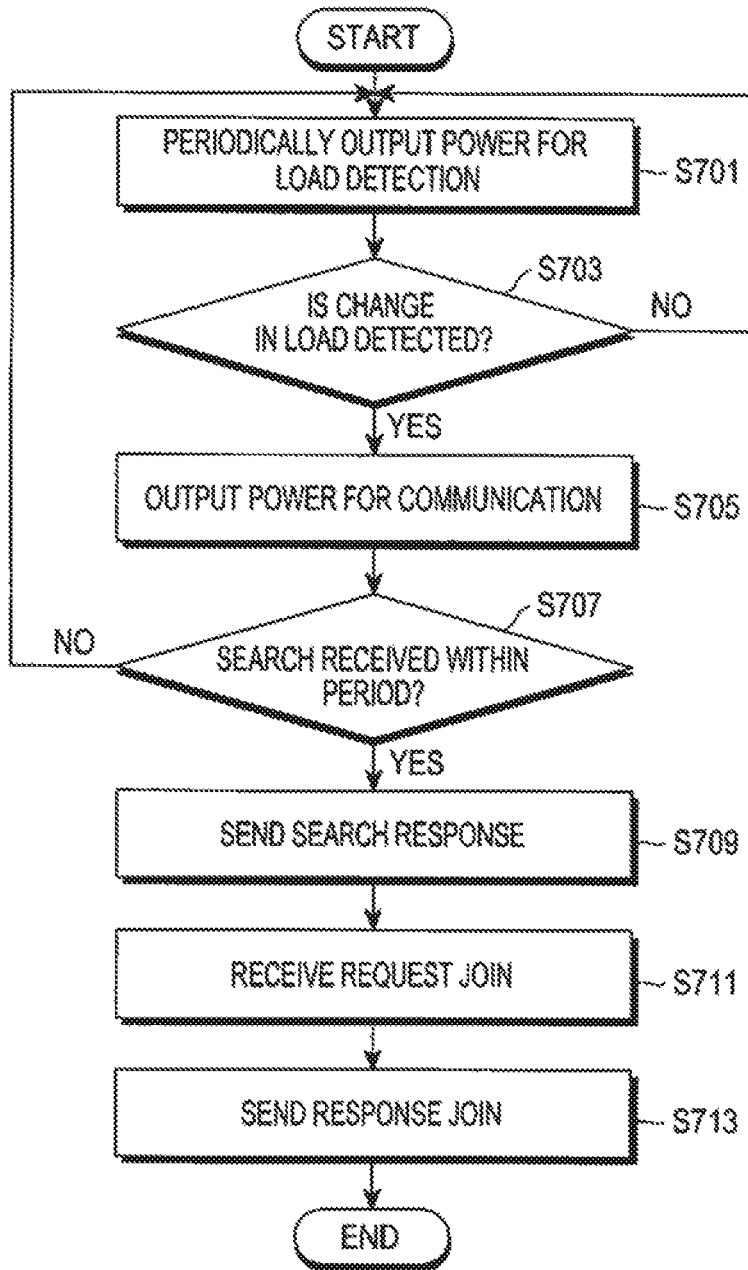 START
PERIODICALLY OUTPUT POWER FOR
LOAD DETECTION
S701
S703
IS CHANGE
IN LOAD DETECTED?
NO
YES
OUTPUT POWER FOR COMMUNICATION
S705
S707
NO
SEARCH RECEIVED WITHIN
PERIOD?
YES
SEND SEARCH RESPONSE
S709
RECEIVE REQUEST JOIN
S711
SEND RESPONSE JOIN
S713
END